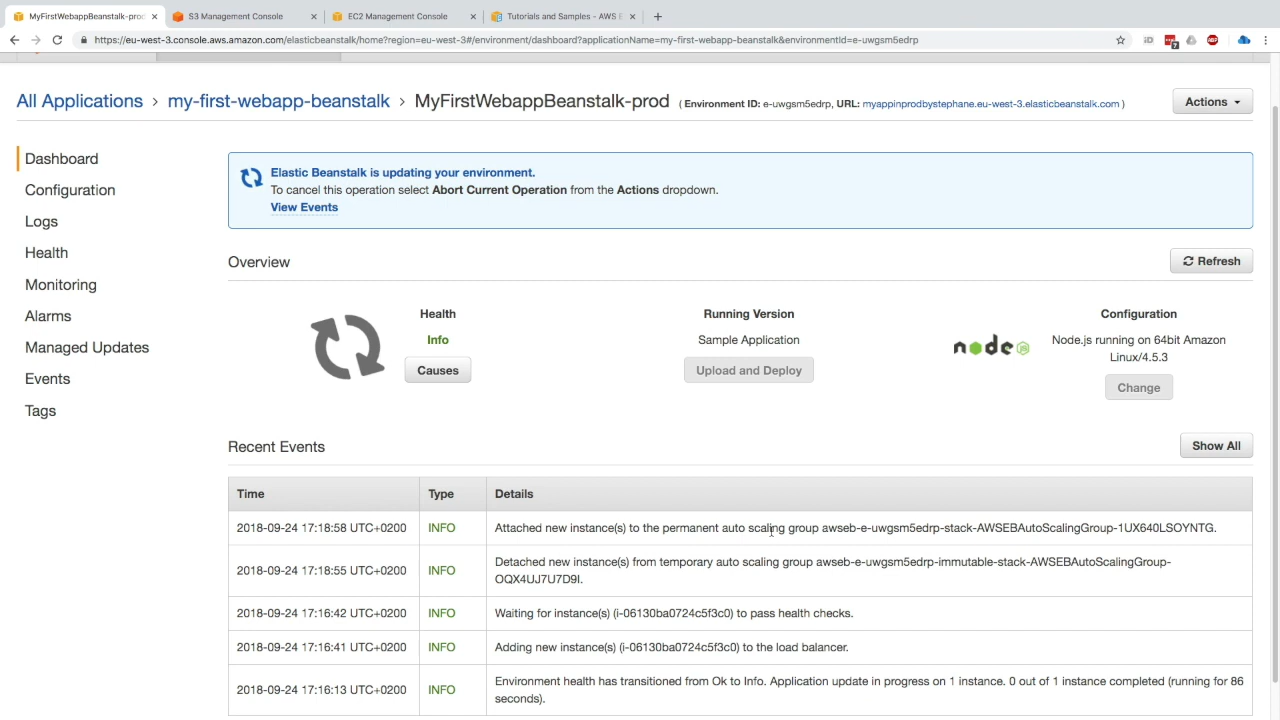 MyFirstWebappBeanstalk-prod
S3 Management Console
EC2 Management Console
Tutorials and Samples - AWS E
https://eu-west-3.console.aws.amazon.com/elasticbeanstalk/home?region=eu-west-3#/environment/dashboard?applicationName=my-first-webapp-beanstalk&environmentId=e-uwgsm5edrp
All Applications > my-first-webapp-beanstalk > MyFirstWebappBeanstalk-prod ( Environment ID: e-uwgsm5edrp, URL: myappinprodbystephane.eu-west-3.elasticbeanstalk.com )
Actions
Dashboard
Configuration
Logs
Health
Monitoring
Alarms
Managed Updates
Events
Tags
Elastic Beanstalk is updating your environment.
To cancel this operation select Abort Current Operation from the Actions dropdown.
View Events
Overview
Refresh
Health
Info
Causes
Running Version
Sample Application
Upload and Deploy
node JS
Configuration
Node.js running on 64bit Amazon
Linux/4.5.3
Change
Recent Events
Show All
Time Type Details
2018-09-24 17:18:58 UTC+0200 INFO Attached new instance(s) to the permanent auto scaling group awseb-e-uwgsm5edrp-stack-AWSEBAutoScalingGroup-1UX640LSOYNTG.
2018-09-24 17:18:55 UTC+0200 INFO Detached new instance(s) from temporary auto scaling group awseb-e-uwgsm5edrp-immutable-stack-AWSEBAutoScalingGroup-
OQX4UJ7U7D9I.
2018-09-24 17:16:42 UTC+0200 INFO Waiting for instance(s) (i-06130ba0724c5f3c0) to pass health checks.
2018-09-24 17:16:41 UTC+0200 INFO Adding new instance(s) (i-06130ba0724c5f3c0) to the load balancer.
2018-09-24 17:16:13 UTC+0200 INFO Environment health has transitioned from Ok to Info. Application update in progress on 1 instance. 0 out of 1 instance completed (running for 86
seconds).